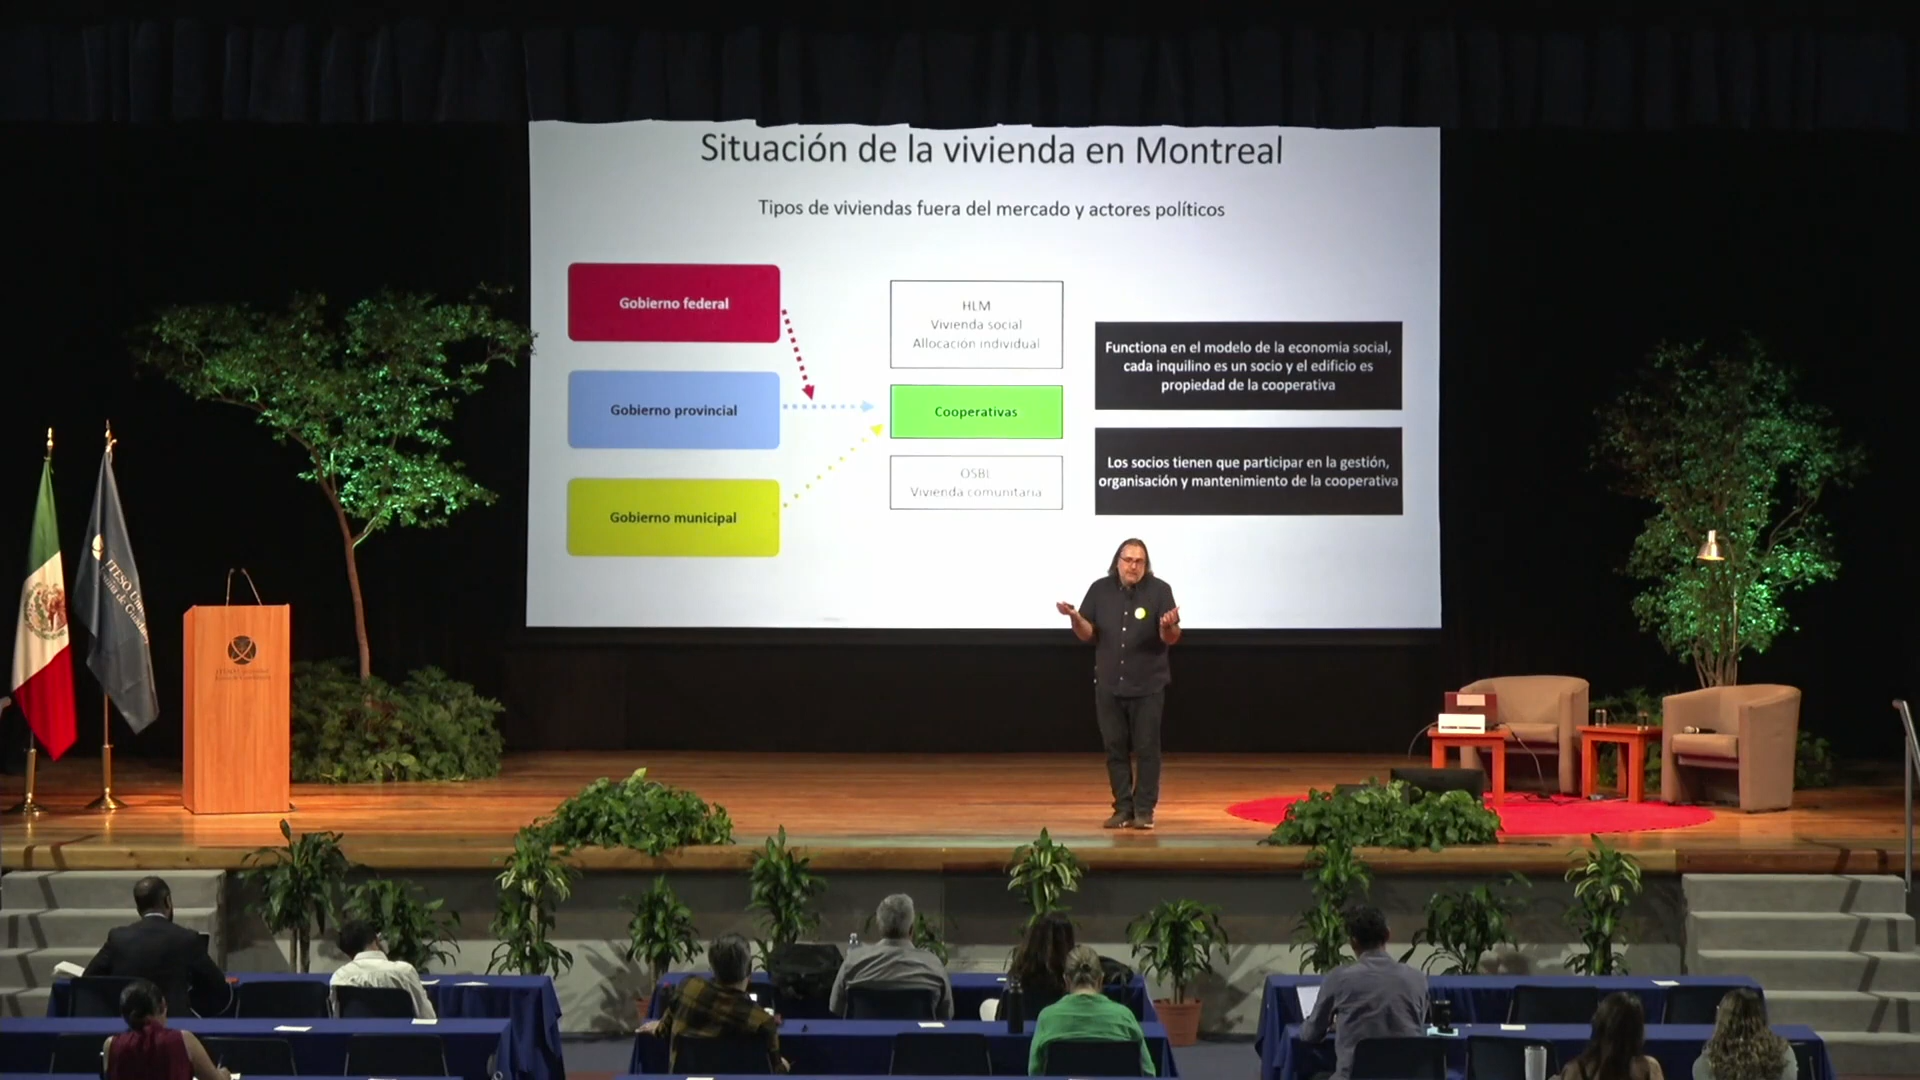 Situación de la vivienda en Montreal
Tipos de viviendas fuera del mercado y actores políticos
Gobierno federal
Gobierno provincial
Gobierno municipal
HLM
Vivienda social
Allocación individual
Cooperativas
OSBL
Vivienda comunitaria
Functiona en el modelo de la economia social,
cada inquilino es un socio y el edificio es
propiedad de la cooperativa
Los socios tienen que participar en la gestión,
organisación y mantenimiento de la cooperativa
ITESO